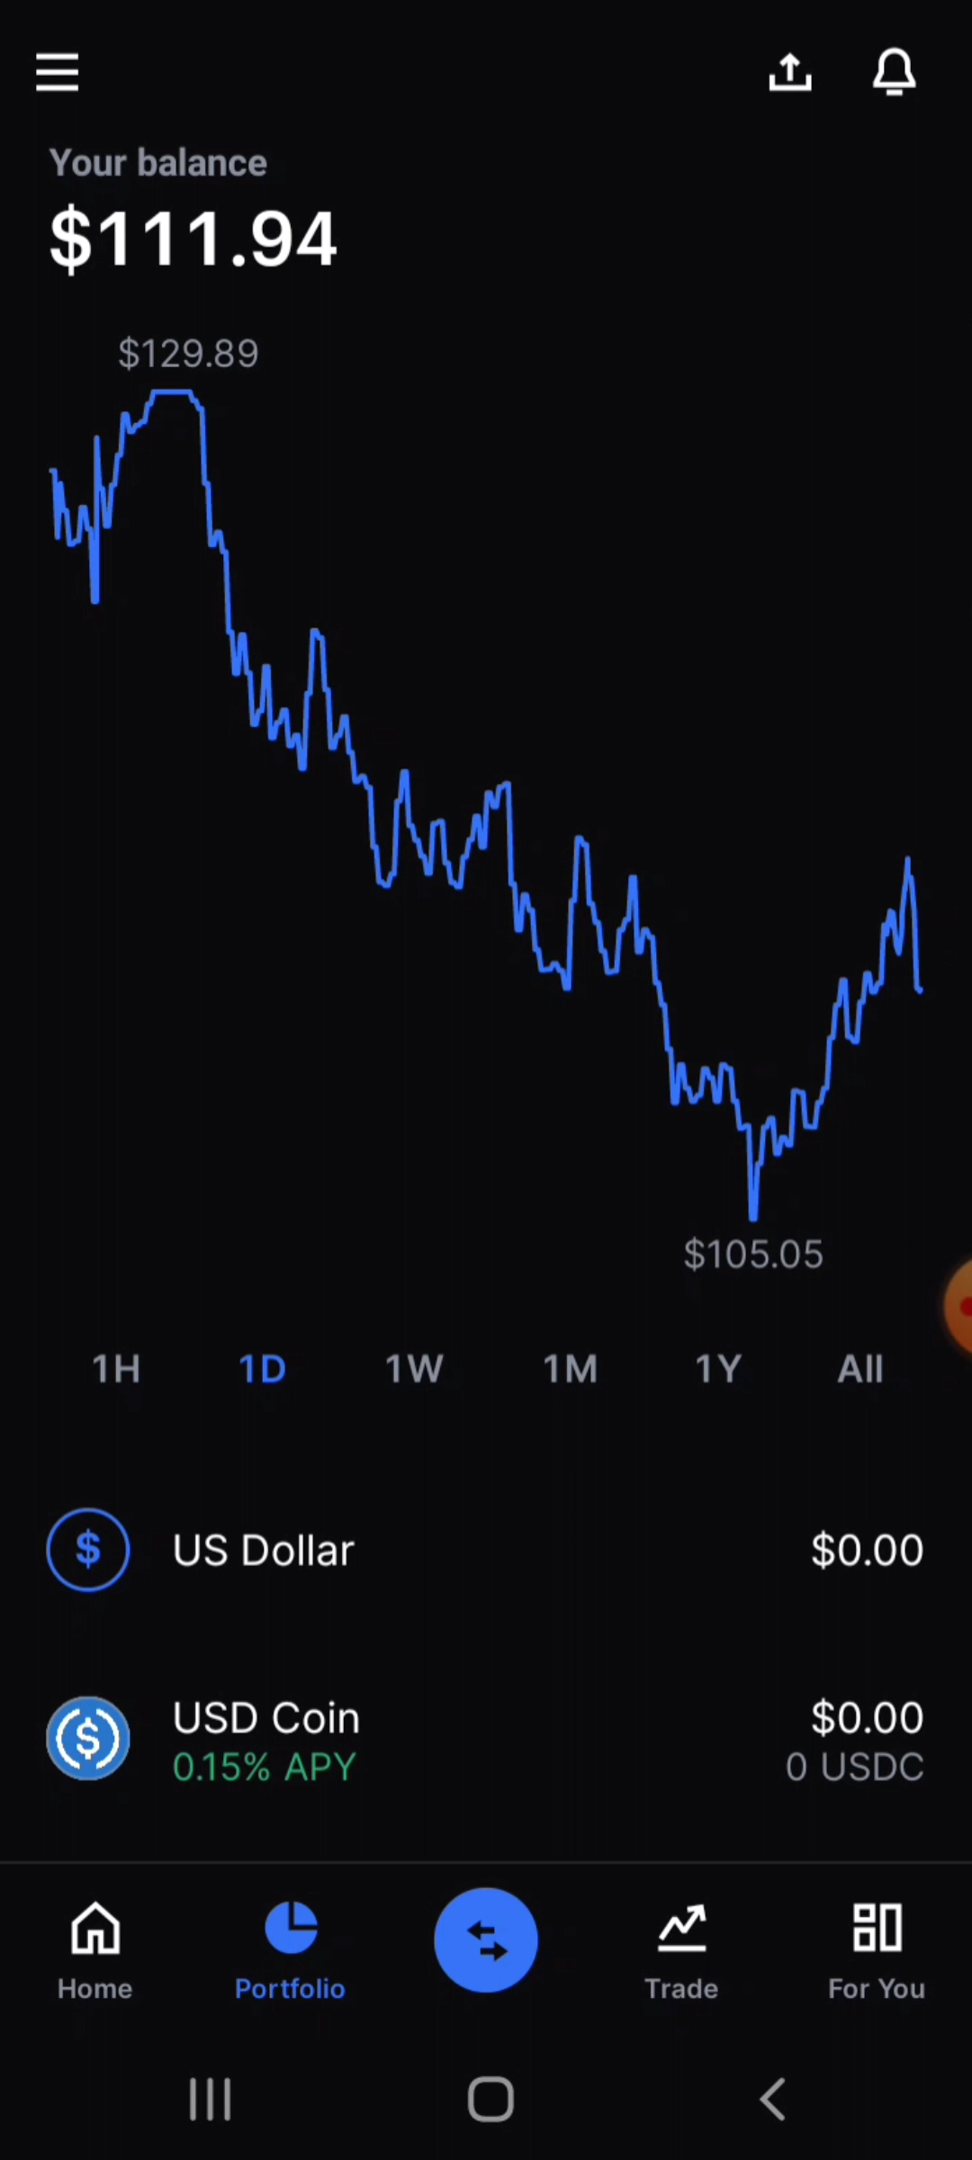 Your balance
$111.94
$129.89
$105.05
1H 1D 1W 1M 1Y All
$ US Dollar $0.00
$ USD Coin $0.00
0.15% APY 0 USDC
Home Portfolio Trade For You